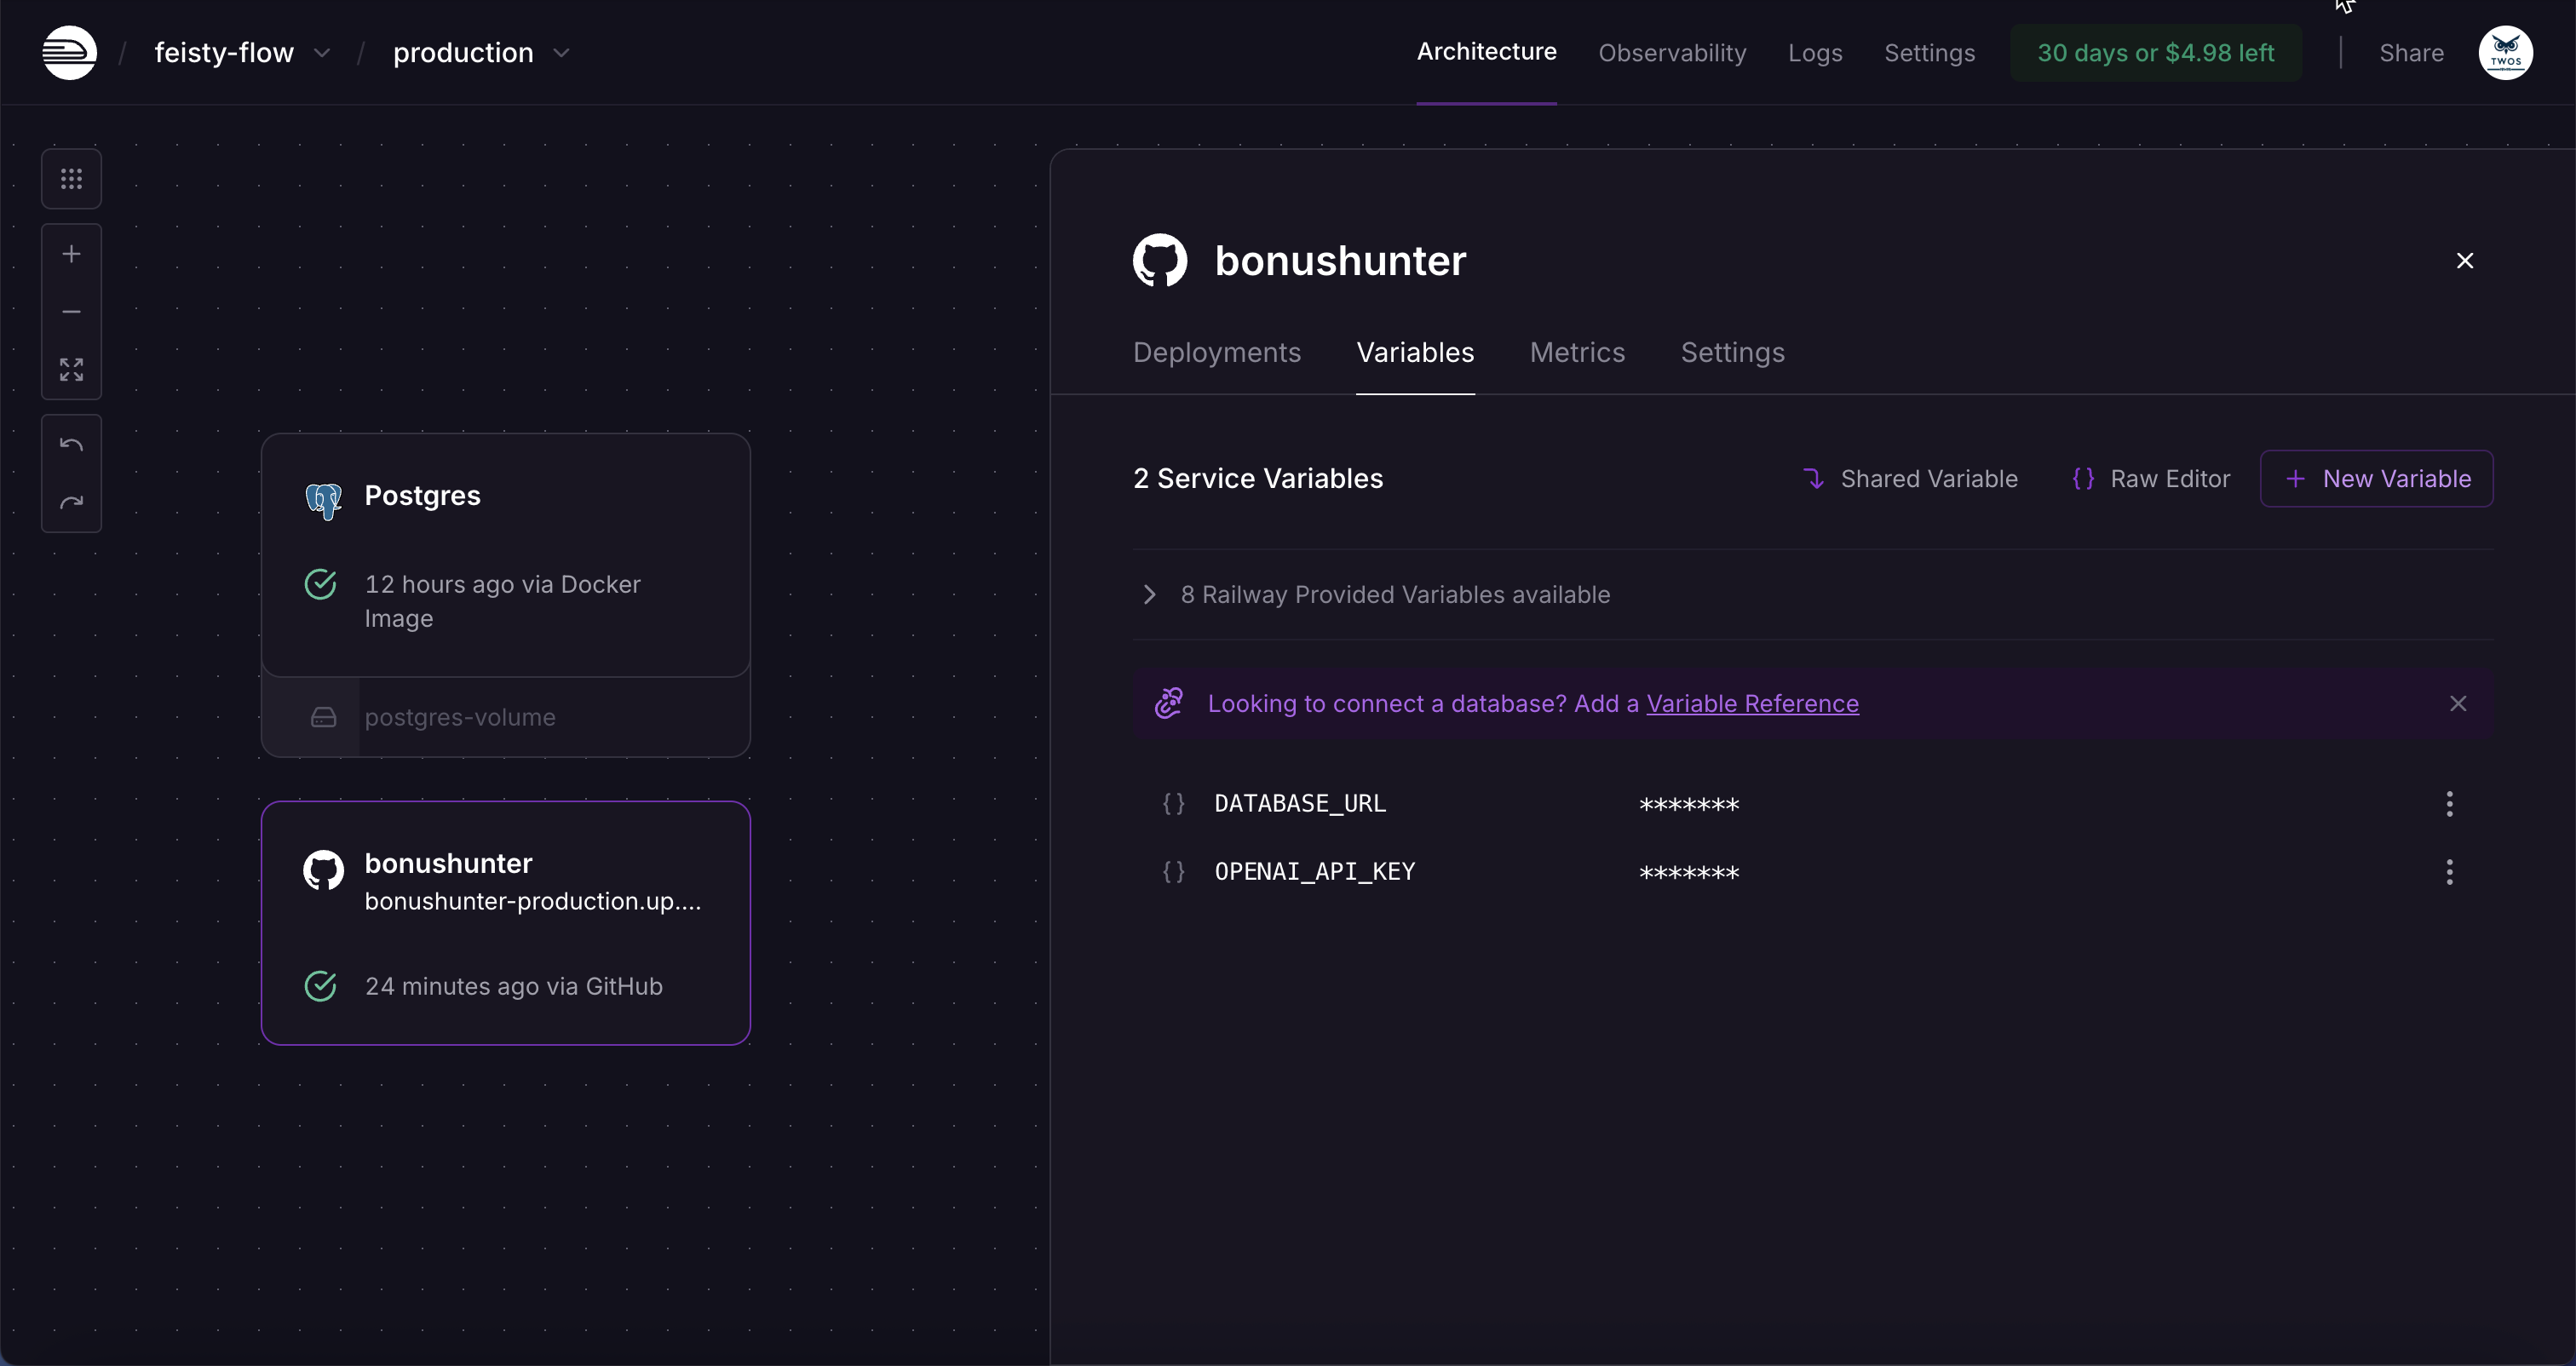 / feisty-flow / production
Architecture Observability Logs Settings 30 days or $4.98 left Share
TWOS
Postgres
12 hours ago via Docker
Image
postgres-volume
bonushunter
bonushunter-production.up....
24 minutes ago via GitHub
bonushunter
Deployments Variables Metrics Settings
2 Service Variables Shared Variable {} Raw Editor + New Variable
8 Railway Provided Variables available
Looking to connect a database? Add a Variable Reference
{} DATABASE_URL *******
{} OPENAI_API_KEY *******